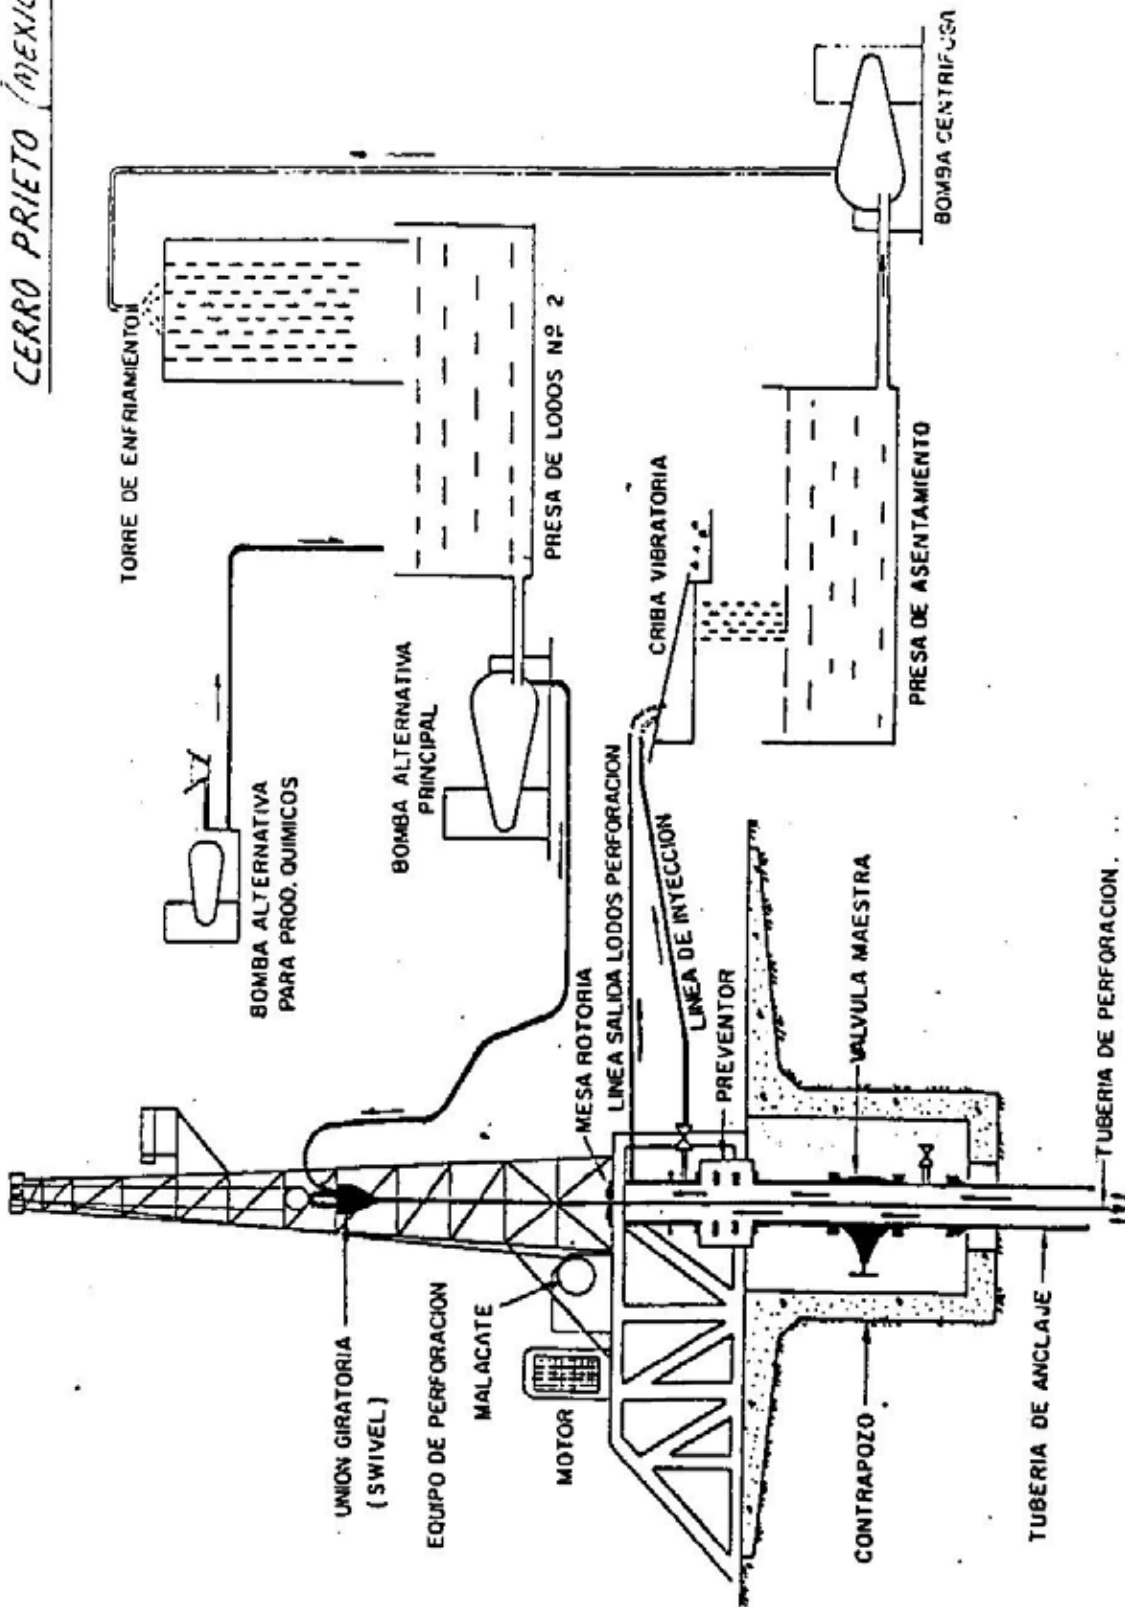 CERRO PRIETO
TORRE DE ENFRIAMIENTO
BOMBA ALTERNATIVA
PARA PROD. QUIMICOS
BOMBA ALTERNATIVA
PRINCIPAL
PRESA DE LODOS Nº 2
UNION GIRATORIA
(SWIVEL)
EQUIPO DE PERFORACION
MALACATE
MOTOR
MESA ROTORIA
LINEA SALIDA LODOS PERFORACION
LINEA DE INYECCION
PREVENTOR
CRIBA VIBRATORIA
PRESA DE ASENTAMIENTO
BOMBA CENTRIFUGA
VALVULA MAESTRA
CONTRAPOZO
TUBERIA DE ANCLAJE
TUBERIA DE PERFORACION.